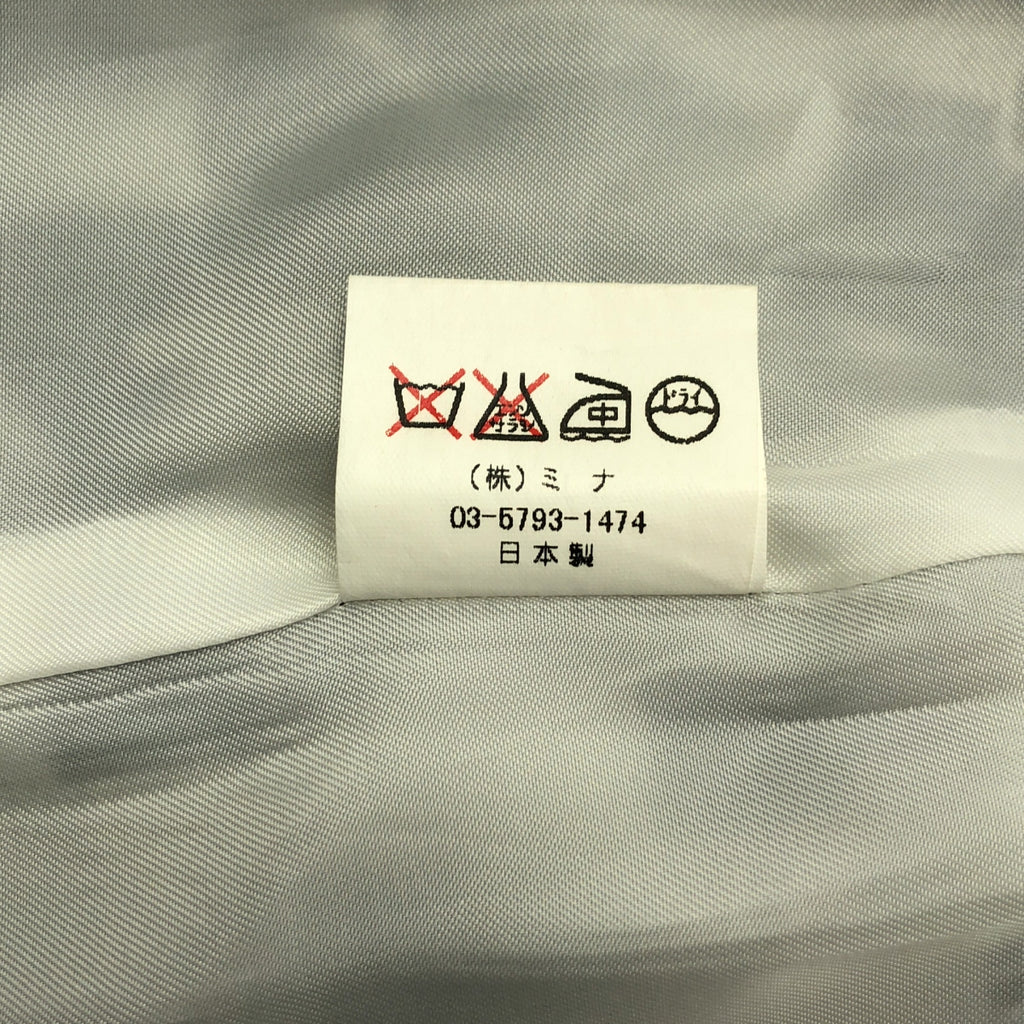 エンソ サラシ 中 ドライ
(株)ミナ
03-5793-1474
日本製